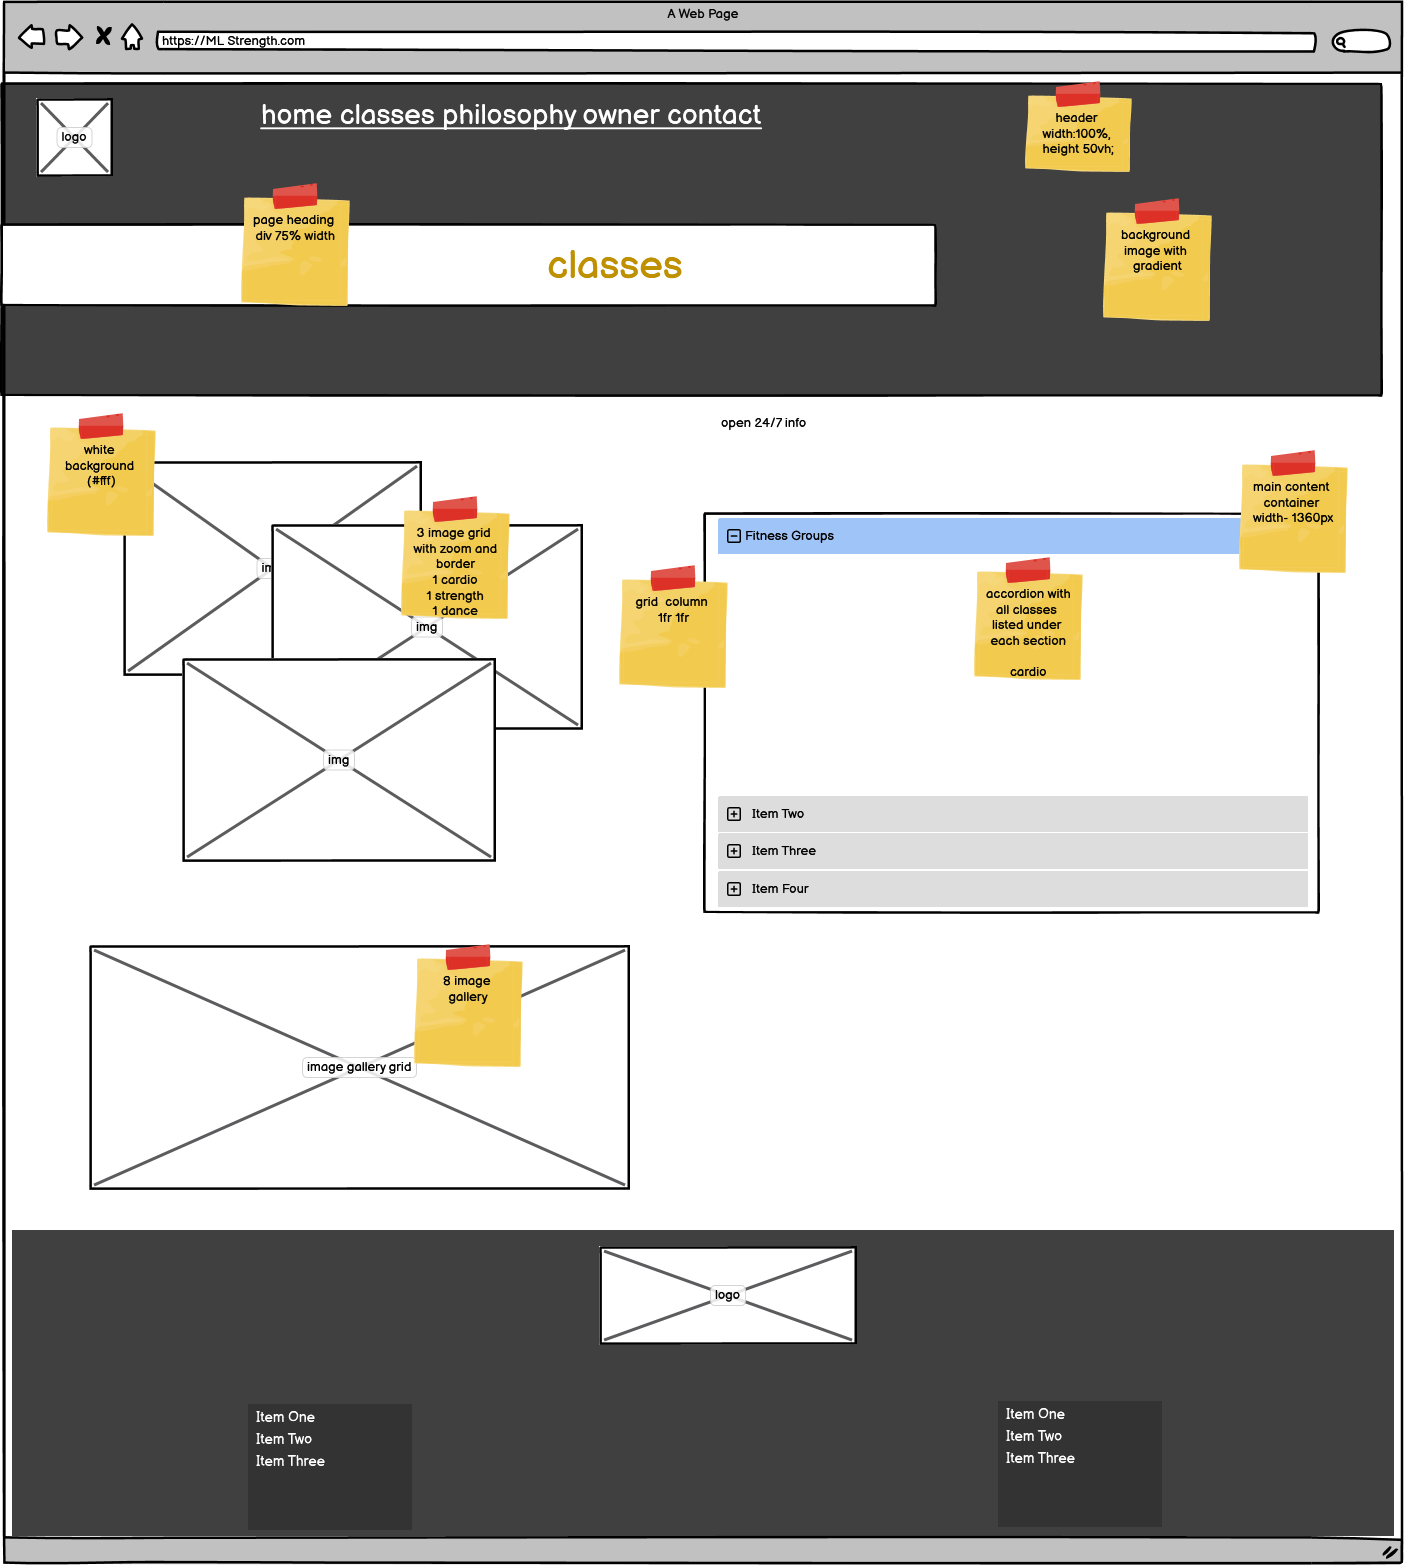 A Web Page
https://ML Strength.com
logo
home classes philosophy owner contact
header
width:100%,
height 50vh;
page heading
div 75% width
classes
background
image with
gradient
open 24/7 info
white
background
(#fff)
im
3 image grid
with zoom and
border
1 cardio
1 strength
1 dance
img
img
main content
container
width- 1360px
Fitness Groups
grid column
1fr 1fr
accordion with
all classes
listed under
each section
cardio
Item Two
Item Three
Item Four
8 image
gallery
image gallery grid
logo
Item One
Item Two
Item Three
Item One
Item Two
Item Three